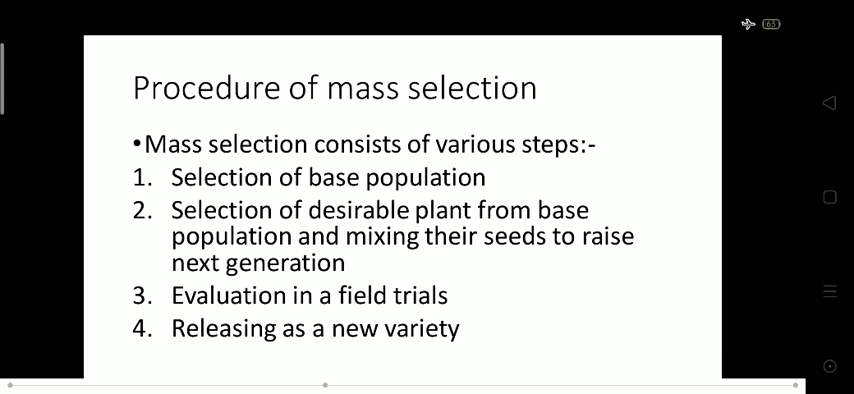 63
Procedure of mass selection
•Mass selection consists of various steps:-
1. Selection of base population
2. Selection of desirable plant from base
population and mixing their seeds to raise
next generation
3. Evaluation in a field trials
4. Releasing as a new variety